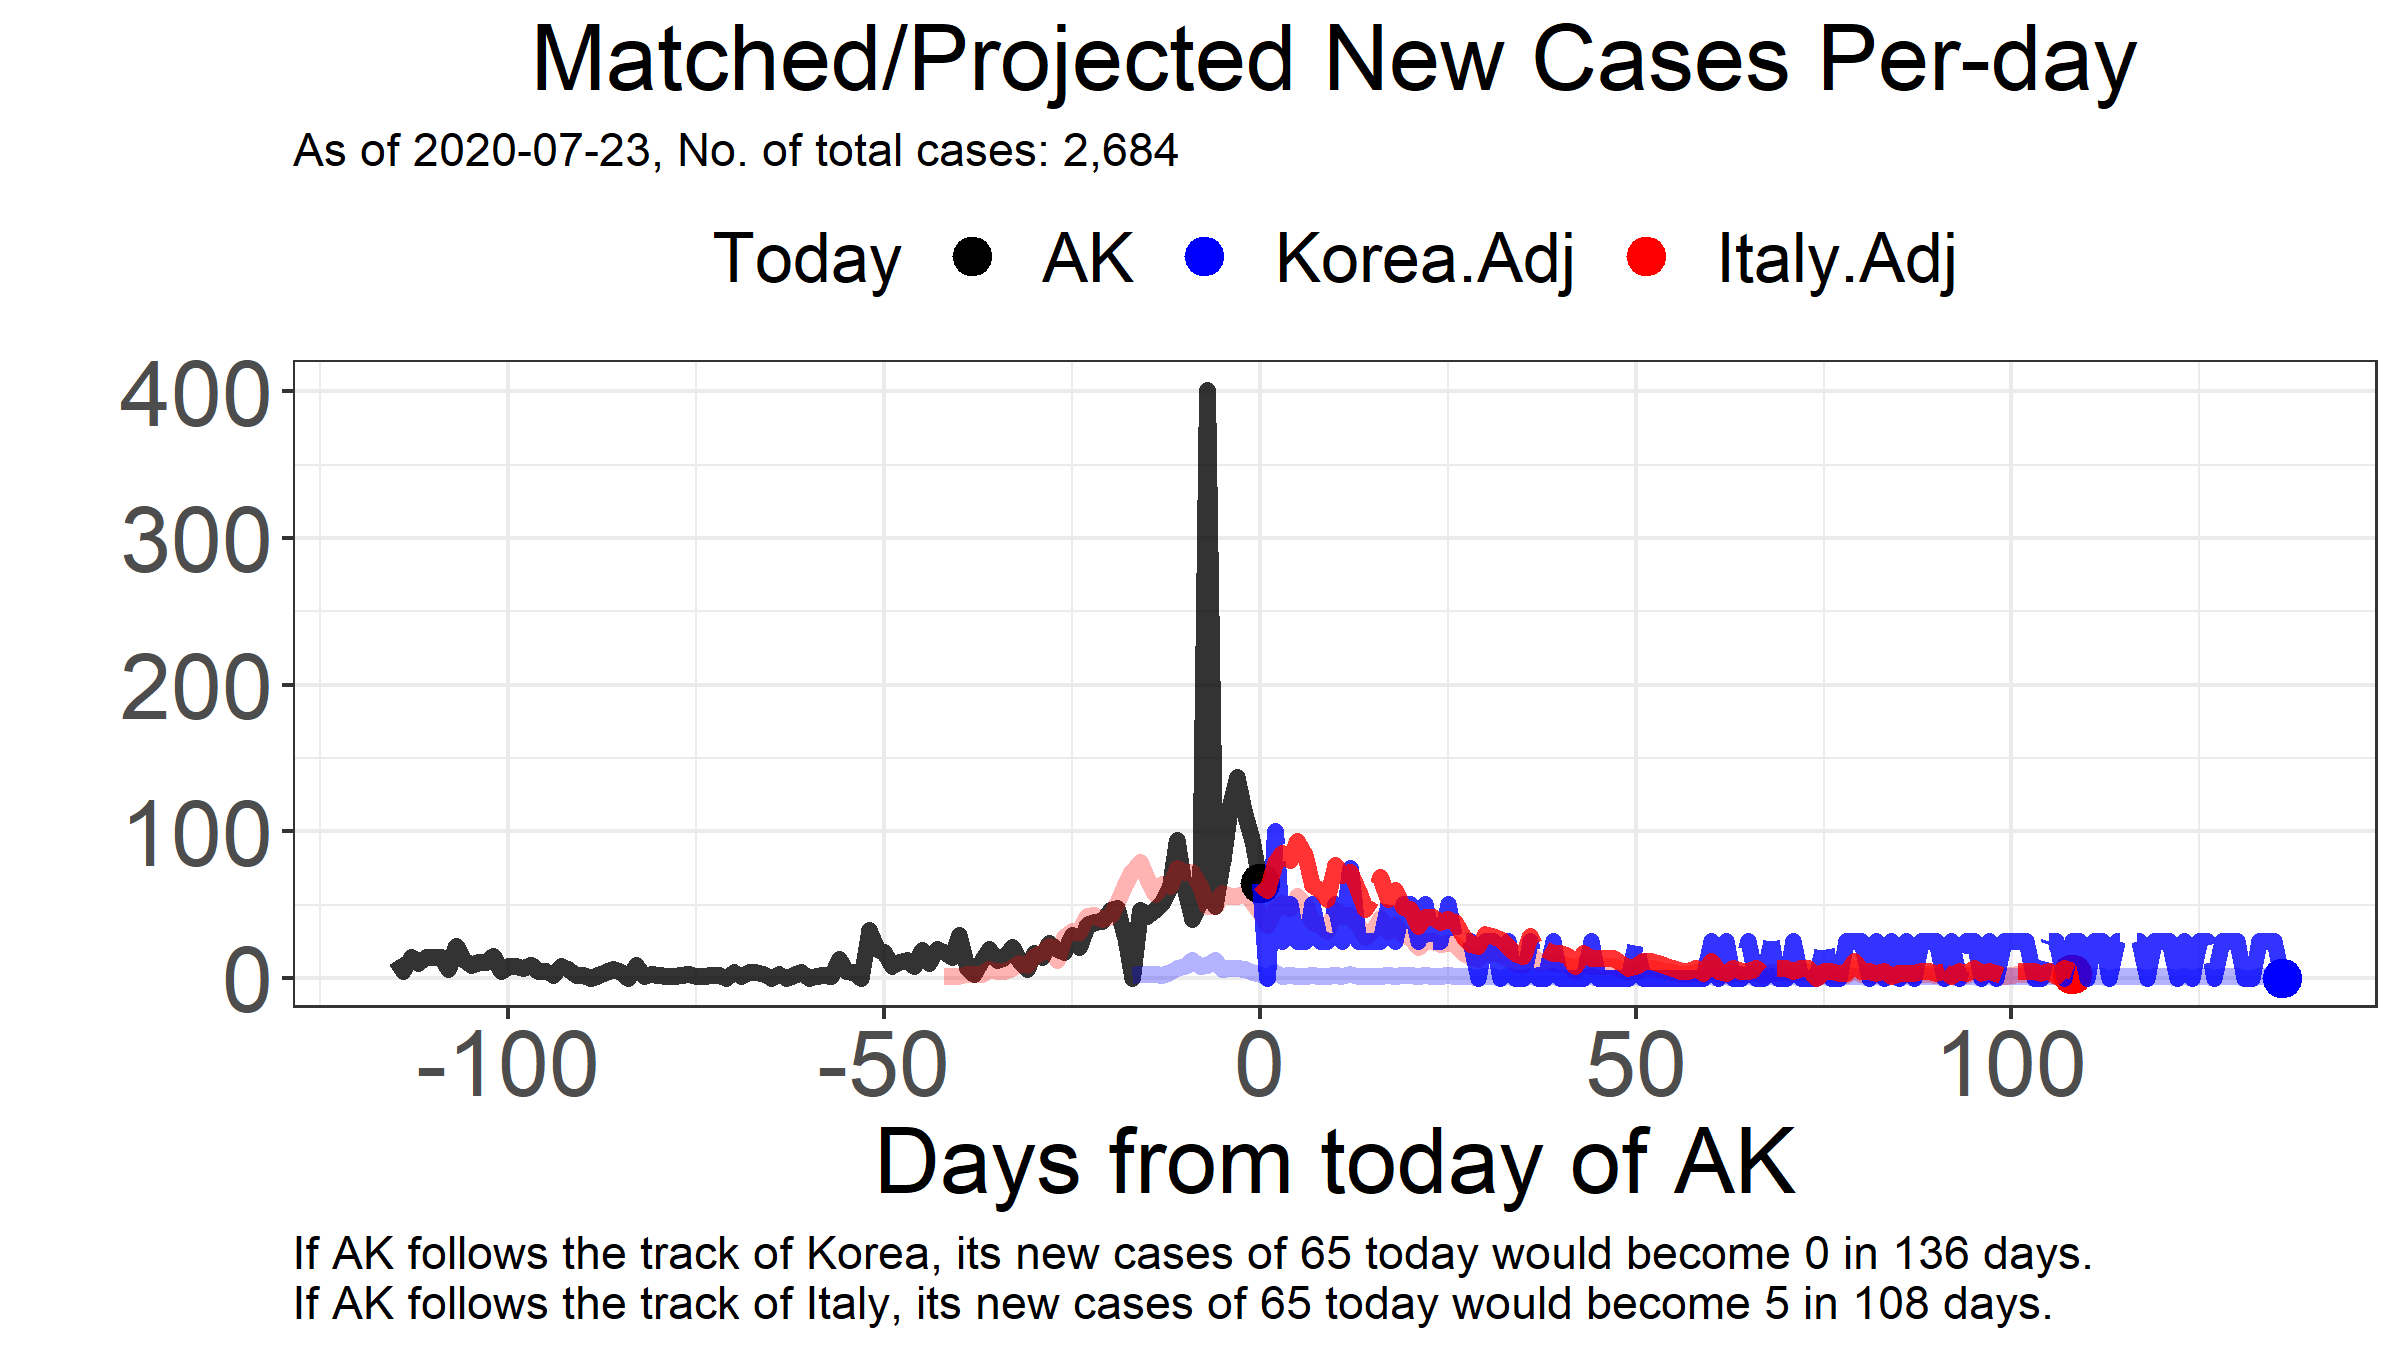 Matched/Projected New Cases Per-day
As of 2020-07-23, No. of total cases: 2,684
Today AK Korea.Adj Italy.Adj
400
300
200
100
0
-100 -50 0 50 100
Days from today of AK
If AK follows the track of Korea, its new cases of 65 today would become 0 in 136 days.
If AK follows the track of Italy, its new cases of 65 today would become 5 in 108 days.